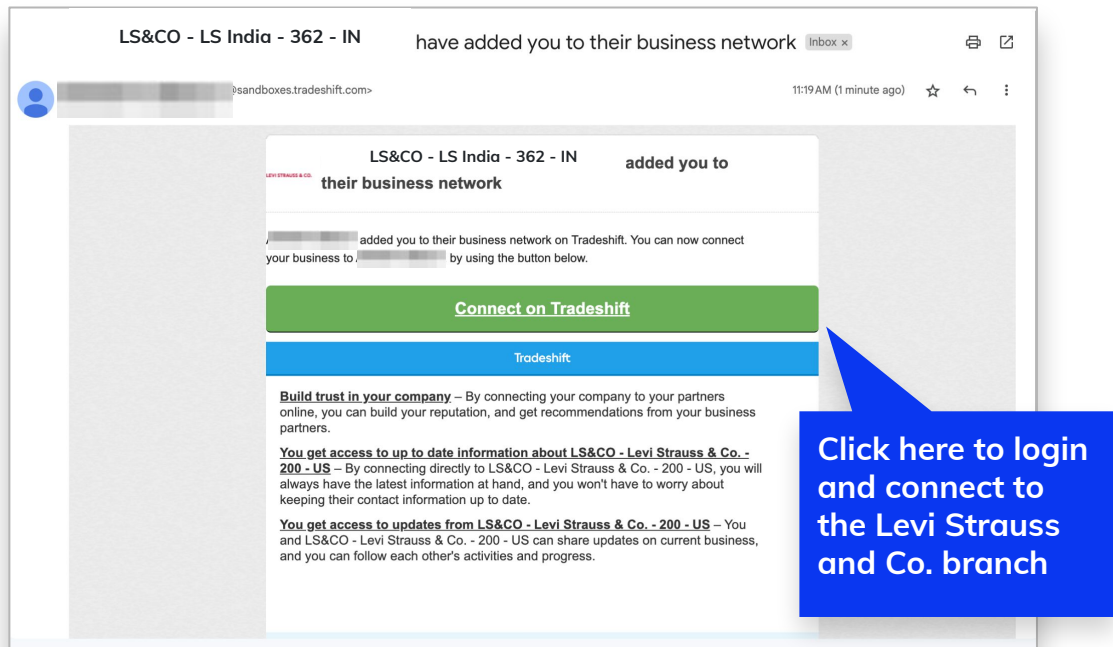 LS&CO - LS India - 362 - IN have added you to their business network Inbox ×
@sandboxes.tradeshift.com> 11:19 AM (1 minute ago)
LS&CO - LS India - 362 - IN added you to
LEVI STRAUSS & CO. their business network
added you to their business network on Tradeshift. You can now connect
your business to by using the button below.
Connect on Tradeshift
Tradeshift
Build trust in your company – By connecting your company to your partners
online, you can build your reputation, and get recommendations from your business
partners.
You get access to up to date information about LS&CO - Levi Strauss & Co. -
200 - US – By connecting directly to LS&CO - Levi Strauss & Co. - 200 - US, you will
always have the latest information at hand, and you won't have to worry about
keeping their contact information up to date.
You get access to updates from LS&CO - Levi Strauss & Co. - 200 - US – You
and LS&CO - Levi Strauss & Co. - 200 - US can share updates on current business,
and you can follow each other's activities and progress.
Click here to login
and connect to
the Levi Strauss
and Co. branch